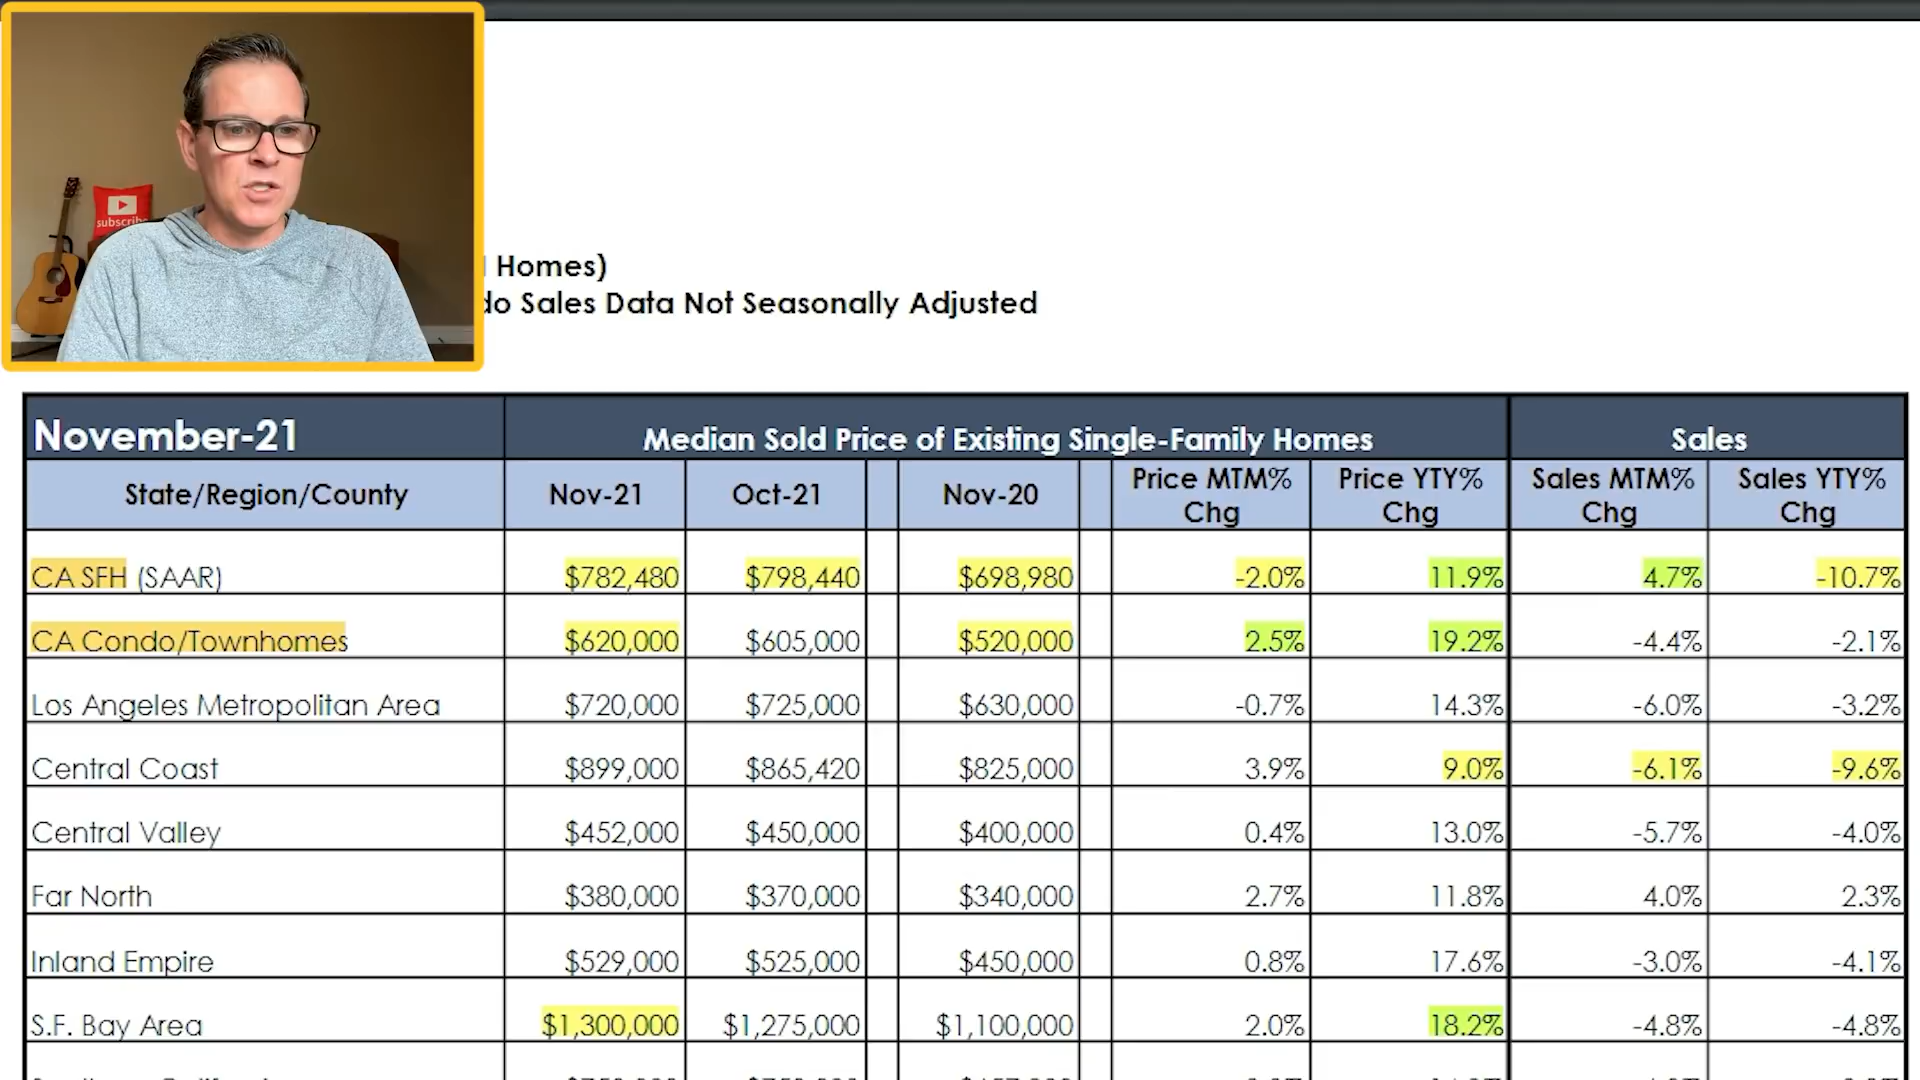 subscribe
Homes)
do Sales Data Not Seasonally Adjusted
November-21 Median Sold Price of Existing Single-Family Homes Sales
State/Region/County Nov-21 Oct-21 Nov-20 Price MTM% Chg Price YTY% Chg Sales MTM% Chg Sales YTY% Chg
CA SFH (SAAR) $782,480 $798,440 $698,980 -2.0% 11.9% 4.7% -10.7%
CA Condo/Townhomes $620,000 $605,000 $520,000 2.5% 19.2% -4.4% -2.1%
Los Angeles Metropolitan Area $720,000 $725,000 $630,000 -0.7% 14.3% -6.0% -3.2%
Central Coast $899,000 $865,420 $825,000 3.9% 9.0% -6.1% -9.6%
Central Valley $452,000 $450,000 $400,000 0.4% 13.0% -5.7% -4.0%
Far North $380,000 $370,000 $340,000 2.7% 11.8% 4.0% 2.3%
Inland Empire $529,000 $525,000 $450,000 0.8% 17.6% -3.0% -4.1%
S.F. Bay Area $1,300,000 $1,275,000 $1,100,000 2.0% 18.2% -4.8% -4.8%